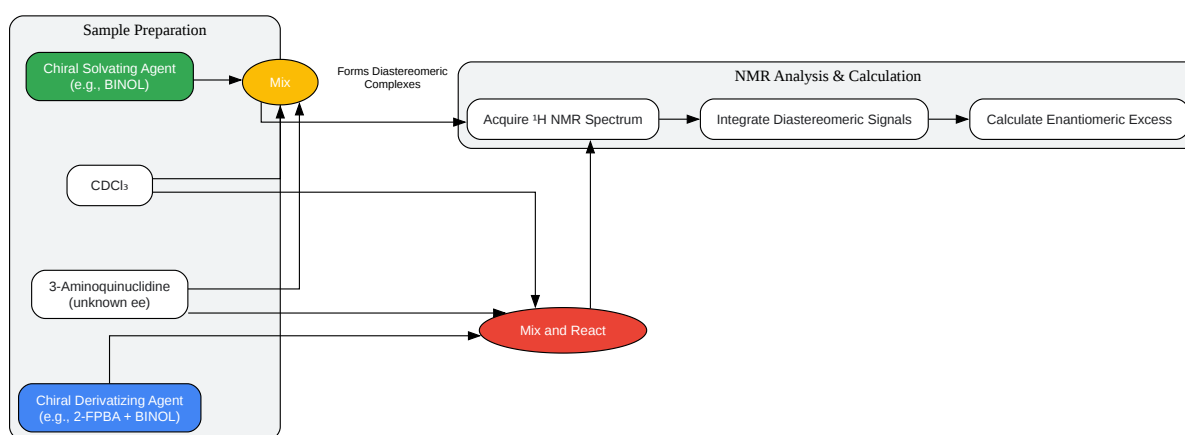 Sample Preparation
Chiral Solvating Agent
(e.g., BINOL)
Mix
Forms Diastereomeric
Complexes
NMR Analysis & Calculation
Acquire ¹H NMR Spectrum
Integrate Diastereomeric Signals
Calculate Enantiomeric Excess
CDCl₃
3-Aminoquinuclidine
(unknown ee)
Mix and React
Chiral Derivatizing Agent
(e.g., 2-FPBA + BINOL)